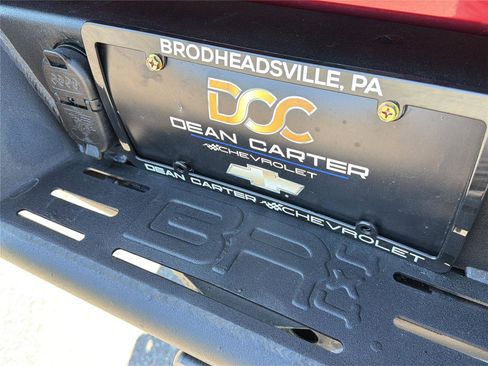 BRODHEADSVILLE, PA
DCC
DEAN CARTER
CHEVROLET
DEAN CARTER CHEVROLET